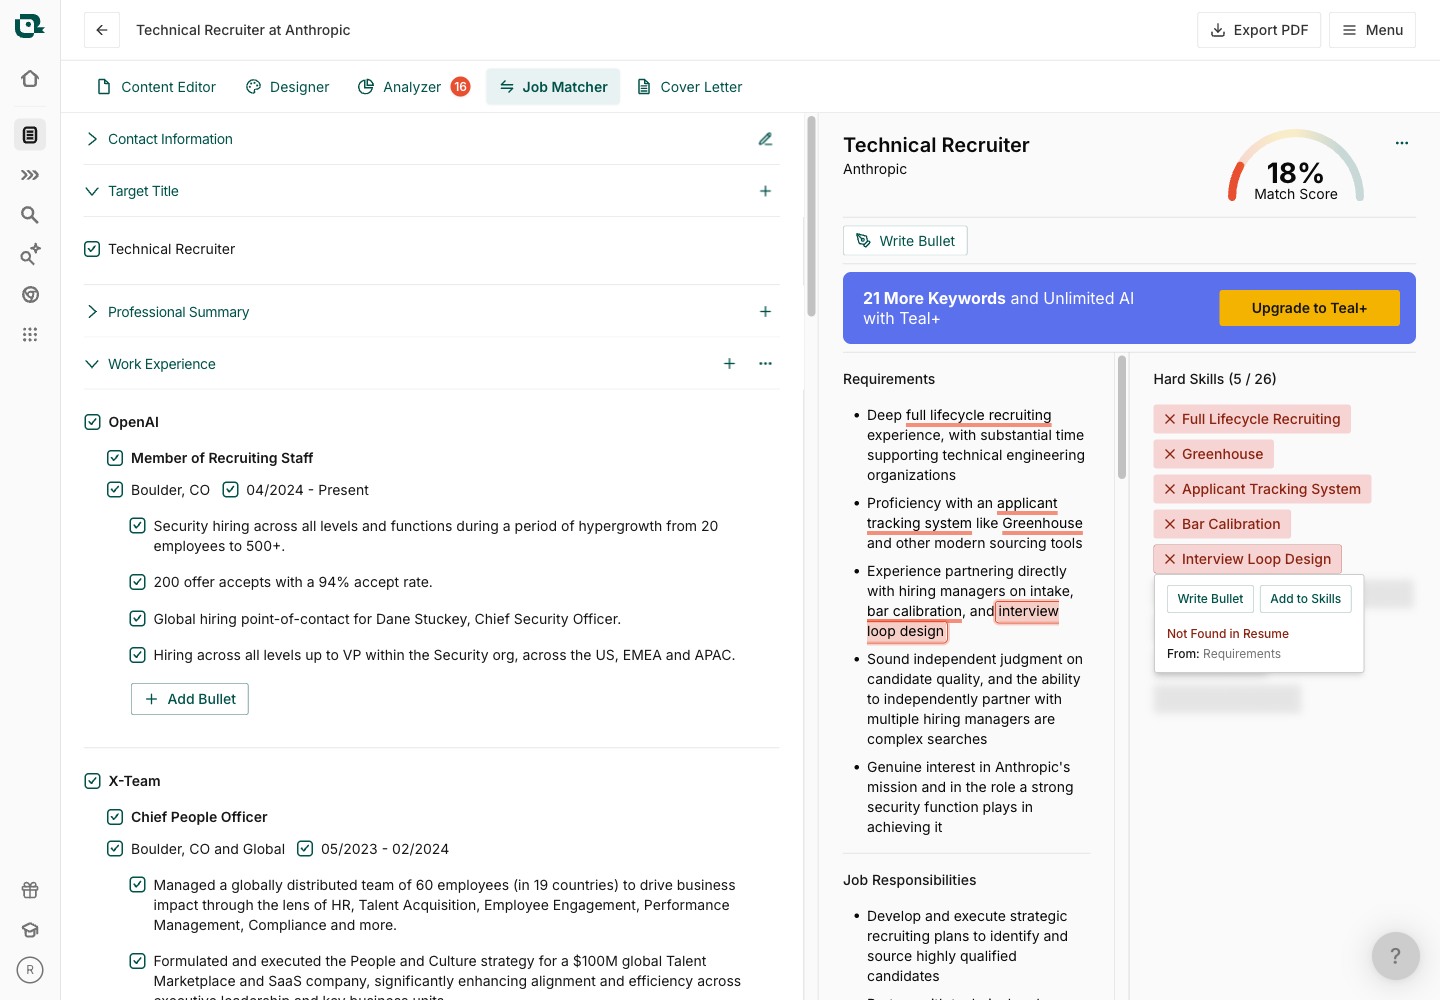 Technical Recruiter at Anthropic
Export PDF
Menu
Content Editor
Designer
Analyzer
16
Job Matcher
Cover Letter
Contact Information
Target Title
Technical Recruiter
Professional Summary
Work Experience
OpenAI
Member of Recruiting Staff
Boulder, CO
04/2024 - Present
Security hiring across all levels and functions during a period of hypergrowth from 20
employees to 500+.
200 offer accepts with a 94% accept rate.
Global hiring point-of-contact for Dane Stuckey, Chief Security Officer.
Hiring across all levels up to VP within the Security org, across the US, EMEA and APAC.
Add Bullet
X-Team
Chief People Officer
Boulder, CO and Global
05/2023 - 02/2024
Managed a globally distributed team of 60 employees (in 19 countries) to drive business
impact through the lens of HR, Talent Acquisition, Employee Engagement, Performance
Management, Compliance and more.
Formulated and executed the People and Culture strategy for a $100M global Talent
Marketplace and SaaS company, significantly enhancing alignment and efficiency across
executive leadership and key business units.
Technical Recruiter
Anthropic
18%
Match Score
Write Bullet
21 More Keywords and Unlimited AI
with Teal+
Upgrade to Teal+
Requirements
• Deep full lifecycle recruiting
experience, with substantial time
supporting technical engineering
organizations
• Proficiency with an applicant
tracking system like Greenhouse
and other modern sourcing tools
• Experience partnering directly
with hiring managers on intake,
bar calibration, and interview
loop design
• Sound independent judgment on
candidate quality, and the ability
to independently partner with
multiple hiring managers are
complex searches
• Genuine interest in Anthropic's
mission and in the role a strong
security function plays in
achieving it
Job Responsibilities
• Develop and execute strategic
recruiting plans to identify and
source highly qualified
candidates
Hard Skills (5 / 26)
Full Lifecycle Recruiting
Greenhouse
Applicant Tracking System
Bar Calibration
Interview Loop Design
Write Bullet
Add to Skills
Not Found in Resume
From: Requirements
R
?